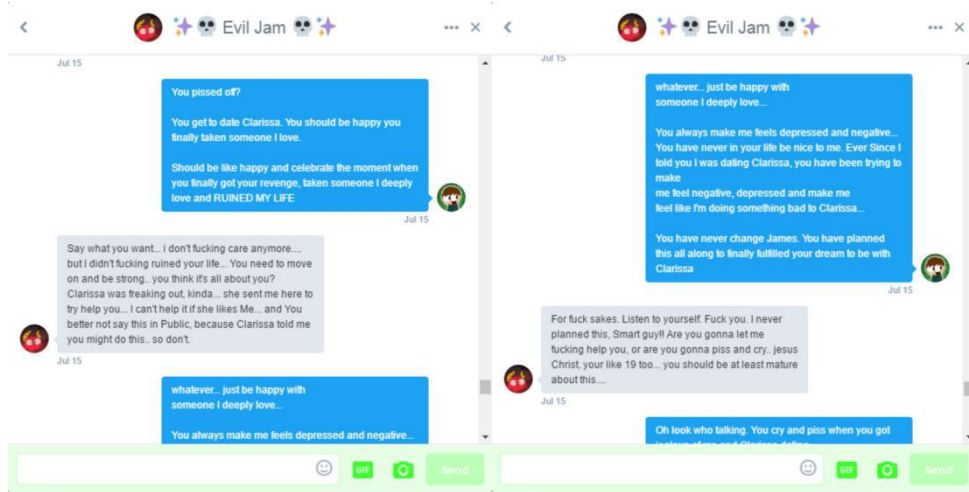 ✨💀 Evil Jam 💀✨
Jul 15
You pissed off?
You get to date Clarissa. You should be happy you
finally taken someone I love.
Should be like happy and celebrate the moment when
you finally got your revenge, taken someone I deeply
love and RUINED MY LIFE
Jul 15
Say what you want... i don't fucking care anymore....
but I didn't fucking ruined your life... You need to move
on and be strong.. you think it's all about you?
Clarissa was freaking out, kinda... she sent me here to
try help you... I can't help it if she likes Me... and You
better not say this in Public, because Clarissa told me
you might do this.. so don't.
Jul 15
whatever... just be happy with
someone I deeply love...
You always make me feels depressed and negative...
GIF
Send
✨💀 Evil Jam 💀✨
Jul 15
whatever... just be happy with
someone I deeply love...
You always make me feels depressed and negative...
You have never in your life be nice to me. Ever Since I
told you I was dating Clarissa, you have been trying to
make
me feel negative, depressed and make me
feel like I'm doing something bad to Clarissa...
You have never change James. You have planned
this all along to finally fulfilled your dream to be with
Clarissa
Jul 15
For fuck sakes. Listen to yourself. Fuck you. I never
planned this, Smart guy!! Are you gonna let me
fucking help you, or are you gonna piss and cry.. jesus
Christ, your like 19 too... you should be at least mature
about this....
Jul 15
Oh look who talking. You cry and piss when you got
GIF
Send